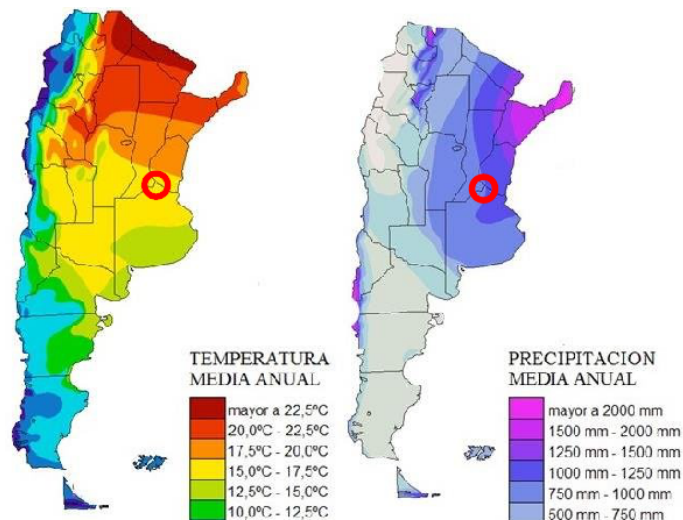 TEMPERATURA
MEDIA ANUAL
mayor a 22,5ºC
20,0ºC - 22,5ºC
17,5ºC - 20,0ºC
15,0ºC - 17,5ºC
12,5ºC - 15,0ºC
10,0ºC - 12,5ºC
PRECIPITACION
MEDIA ANUAL
mayor a 2000 mm
1500 mm - 2000 mm
1250 mm - 1500 mm
1000 mm - 1250 mm
750 mm - 1000 mm
500 mm - 750 mm